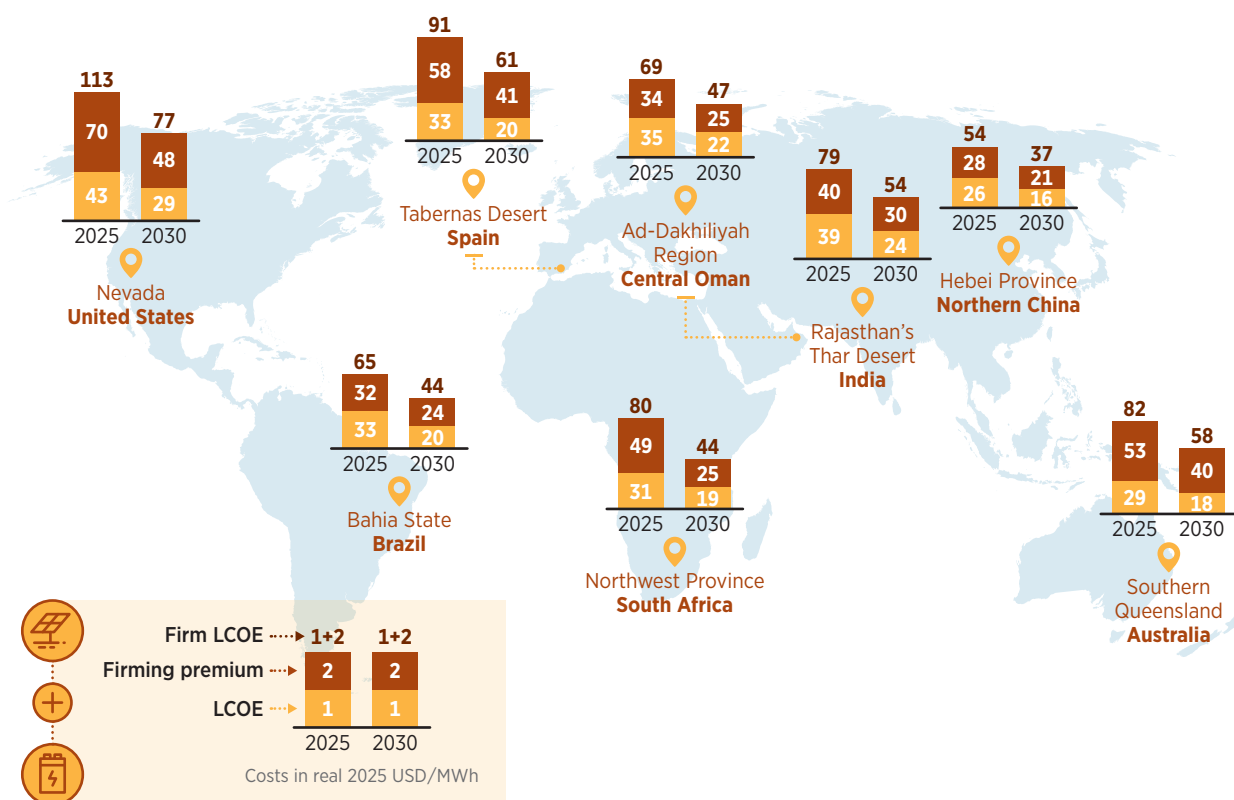 113
70
43
77
48
29
2025 2030
Nevada
United States
91
58
33
61
41
20
2025 2030
Tabernas Desert
Spain
69
34
35
47
25
22
2025 2030
Ad-Dakhiliyah
Region
Central Oman
79
40
39
54
30
24
2025 2030
Rajasthan's
Thar Desert
India
54
28
26
37
21
16
2025 2030
Hebei Province
Northern China
65
32
33
44
24
20
2025 2030
Bahia State
Brazil
80
49
31
44
25
19
2025 2030
Northwest Province
South Africa
82
53
29
58
40
18
2025 2030
Southern
Queensland
Australia
Firm LCOE 1+2 1+2
Firming premium 2 2
LCOE 1 1
2025 2030
Costs in real 2025 USD/MWh